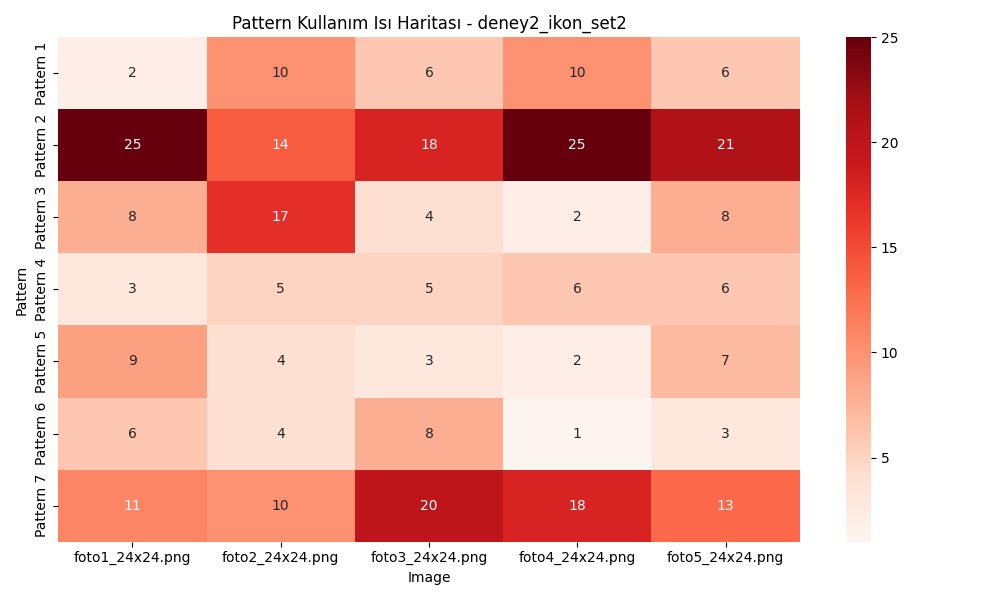 Pattern Kullanım Isı Haritası - deney2_ikon_set2
Pattern
Pattern 1 2 10 6 10 6
Pattern 2 25 14 18 25 21
Pattern 3 8 17 4 2 8
Pattern 4 3 5 5 6 6
Pattern 5 9 4 3 2 7
Pattern 6 6 4 8 1 3
Pattern 7 11 10 20 18 13
foto1_24x24.png foto2_24x24.png foto3_24x24.png foto4_24x24.png foto5_24x24.png
Image
25
20
15
10
5